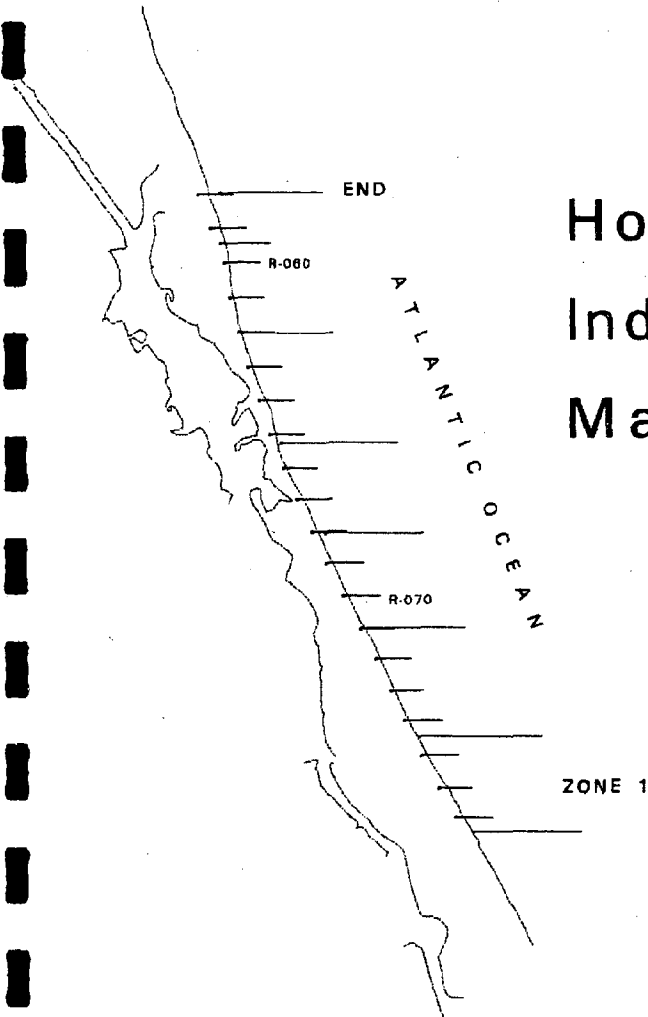 END
R-060
ATLANTIC OCEAN
Ho
Ind
Ma
R-070
ZONE 1